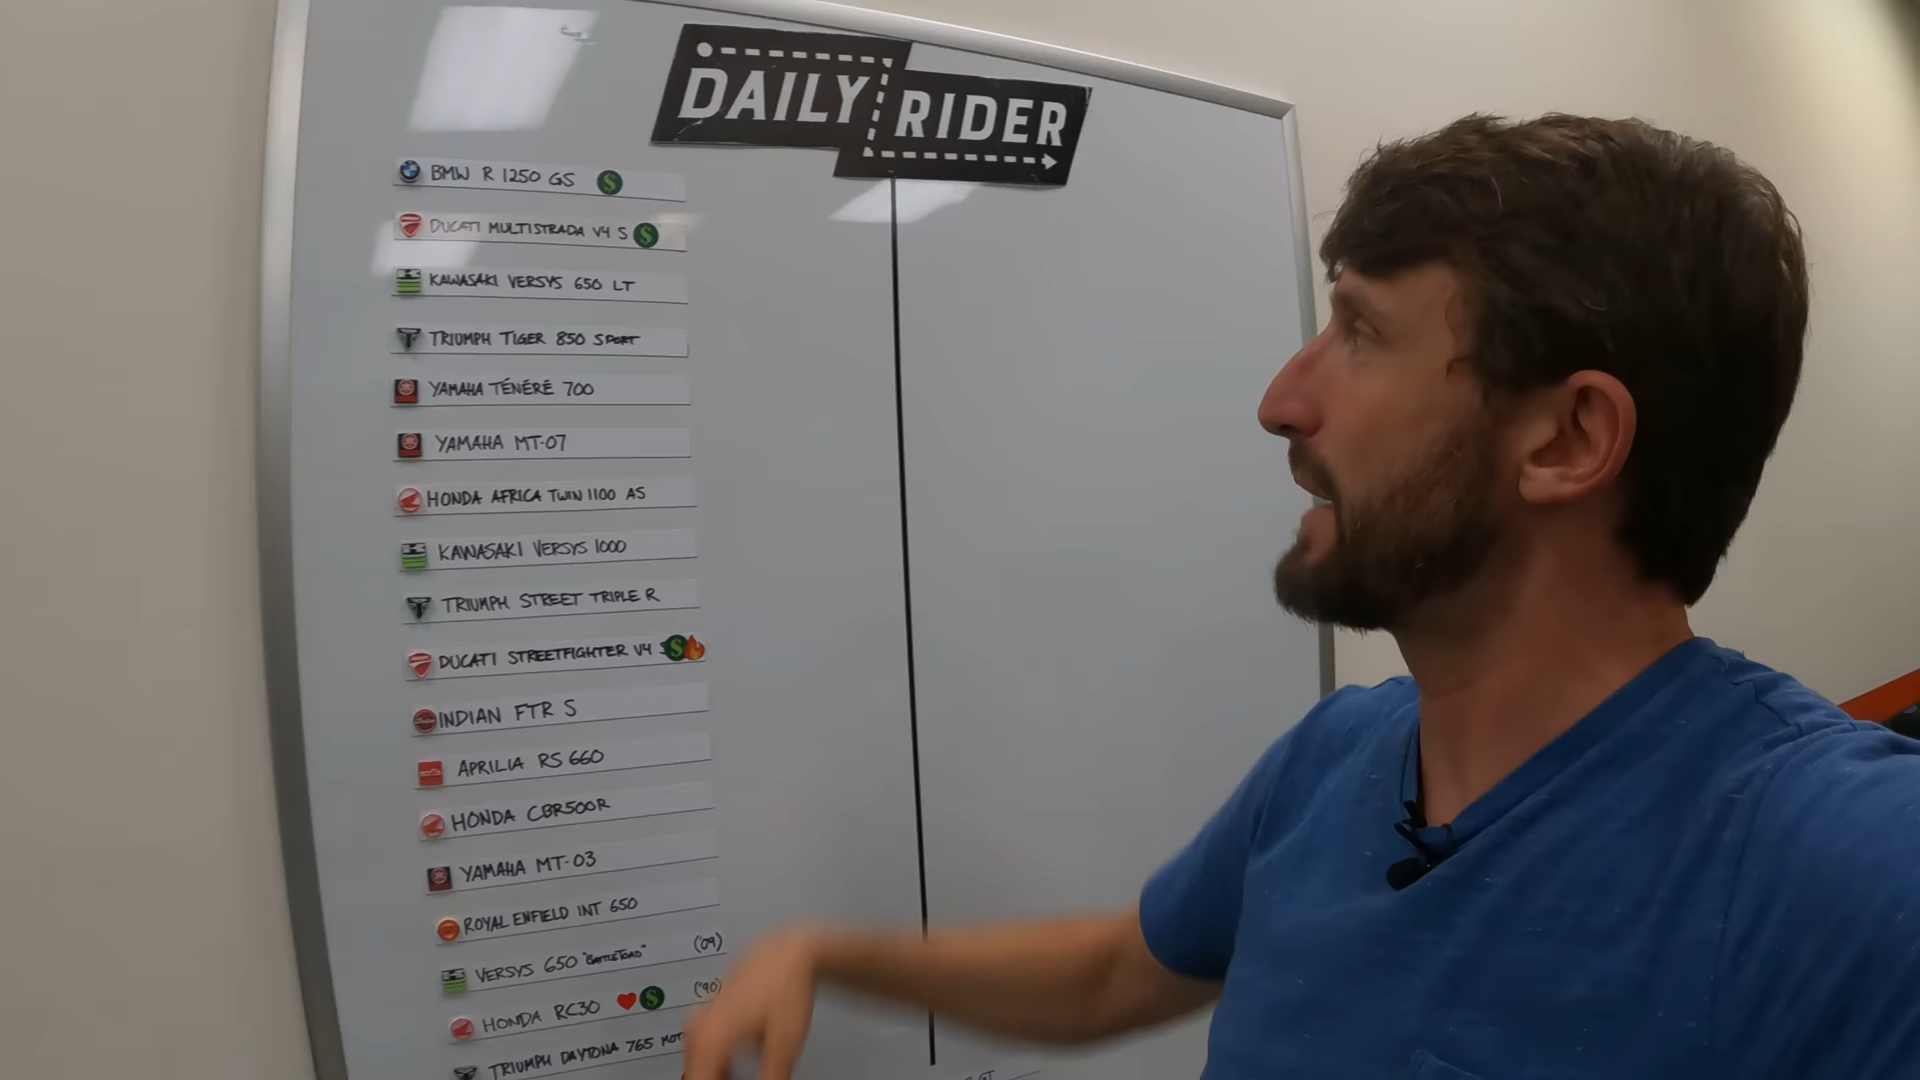 DAILY RIDER
BMW R 1250 GS $
DUCATI MULTISTRADA V4 S $
KAWASAKI VERSYS 650 LT
TRIUMPH TIGER 850 SPORT
YAMAHA TÉNÉRÉ 700
YAMAHA MT-07
HONDA AFRICA TWIN 1100 AS
KAWASAKI VERSYS 1000
TRIUMPH STREET TRIPLE R
DUCATI STREETFIGHTER V4 S $
INDIAN FTR S
APRILIA RS 660
HONDA CBR500R
YAMAHA MT-03
ROYAL ENFIELD INT 650
VERSYS 650 "BATTLETOAD" ('09)
HONDA RC30 $ ('90)
TRIUMPH DAYTONA 765 MOT
GT